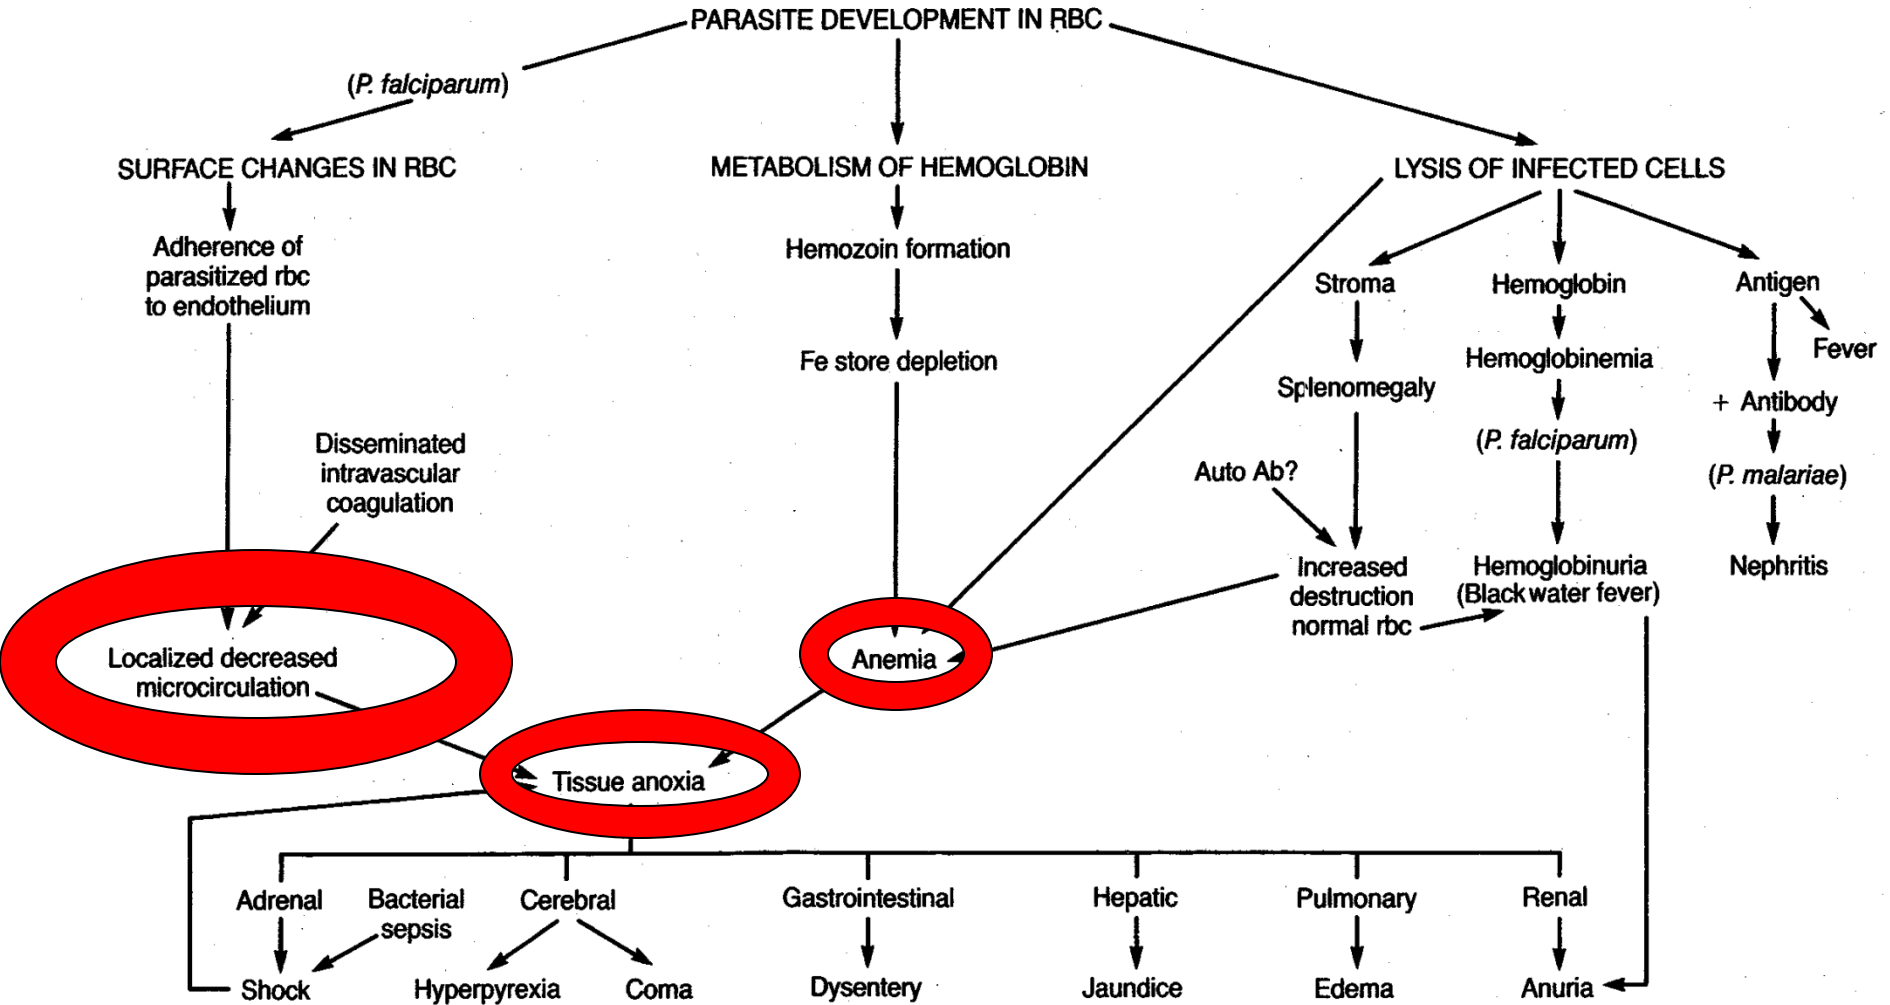 PARASITE DEVELOPMENT IN RBC
(P. falciparum)
SURFACE CHANGES IN RBC
METABOLISM OF HEMOGLOBIN
LYSIS OF INFECTED CELLS
Adherence of
parasitized rbc
to endothelium
Hemozoin formation
Stroma
Hemoglobin
Antigen
Fever
Fe store depletion
Splenomegaly
Hemoglobinemia
+ Antibody
Disseminated
intravascular
coagulation
Auto Ab?
(P. falciparum)
(P. malariae)
Increased
destruction
normal rbc
Hemoglobinuria
(Black water fever)
Nephritis
Localized decreased
microcirculation
Anemia
Tissue anoxia
Adrenal
Bacterial
sepsis
Cerebral
Gastrointestinal
Hepatic
Pulmonary
Renal
Shock
Hyperpyrexia
Coma
Dysentery
Jaundice
Edema
Anuria